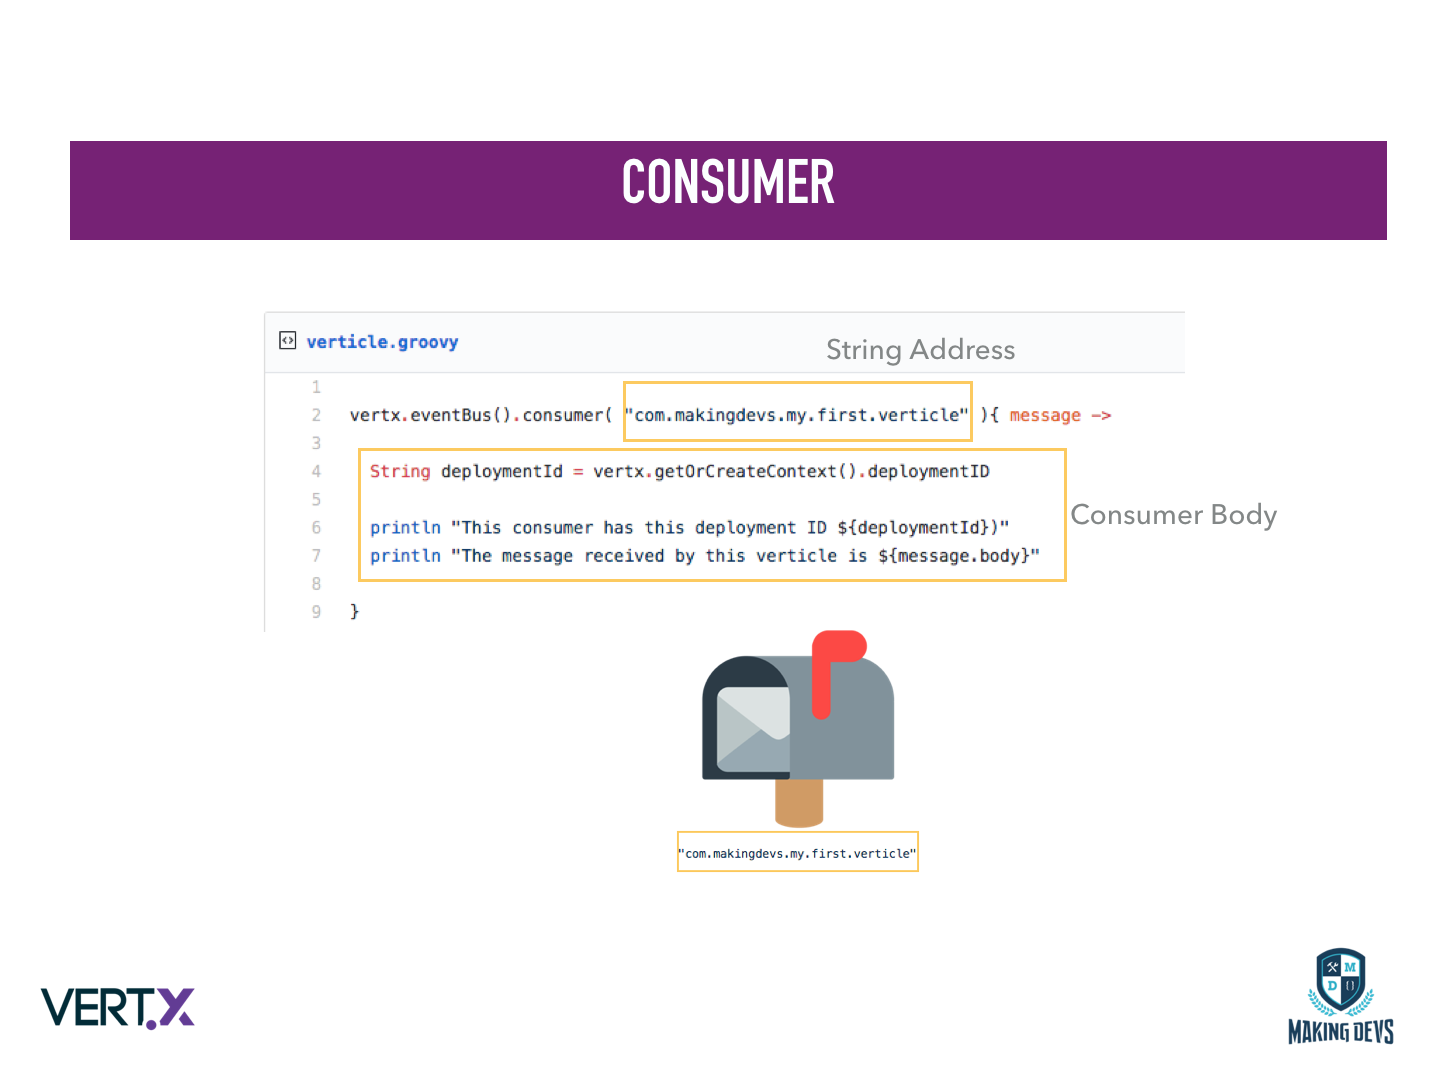 CONSUMER
verticle.groovy
String Address
1
2 vertx.eventBus().consumer( "com.makingdevs.my.first.verticle" ){ message ->
3
4 String deploymentId = vertx.getOrCreateContext().deploymentID
5
6 println "This consumer has this deployment ID ${deploymentId})"
7 println "The message received by this verticle is ${message.body}"
8
9 }
Consumer Body
"com.makingdevs.my.first.verticle"
VERT.X
M
D {}
MAKING DEVS